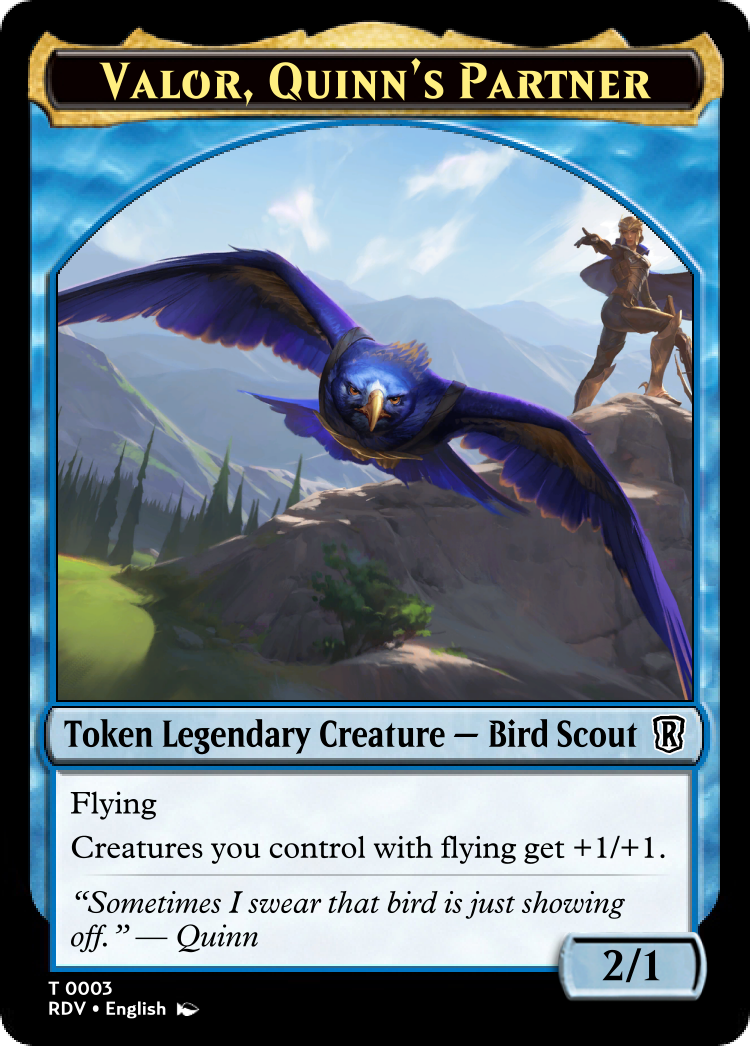 Valor, Quinn's Partner
Token Legendary Creature — Bird Scout R
Flying
Creatures you control with flying get +1/+1.
“Sometimes I swear that bird is just showing
off.” — Quinn
2/1
T 0003
RDV • English